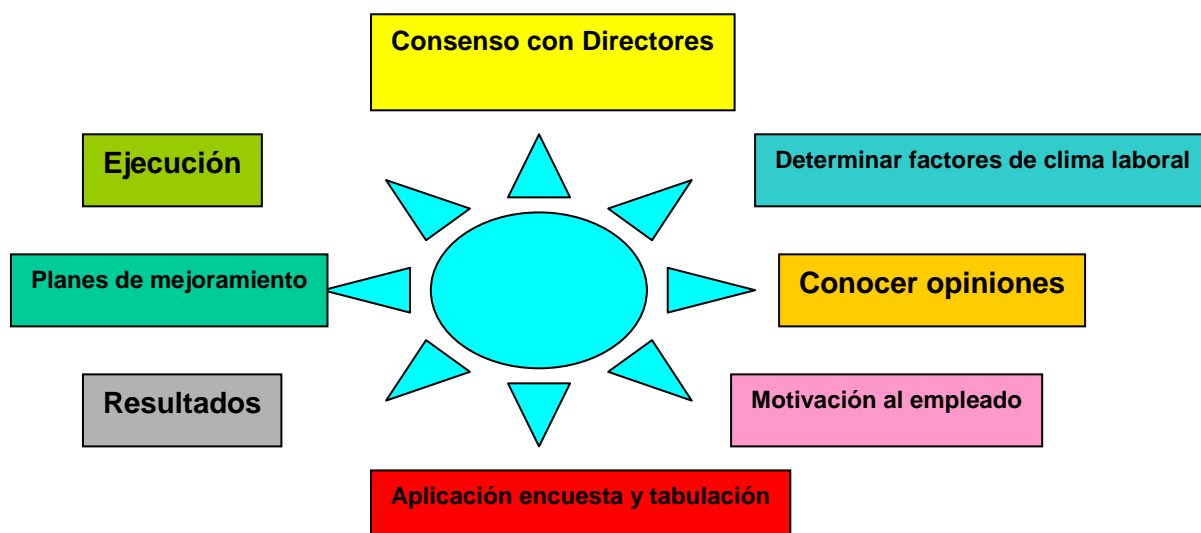 Consenso con Directores
Ejecución
Determinar factores de clima laboral
Planes de mejoramiento
Conocer opiniones
Resultados
Motivación al empleado
Aplicación encuesta y tabulación